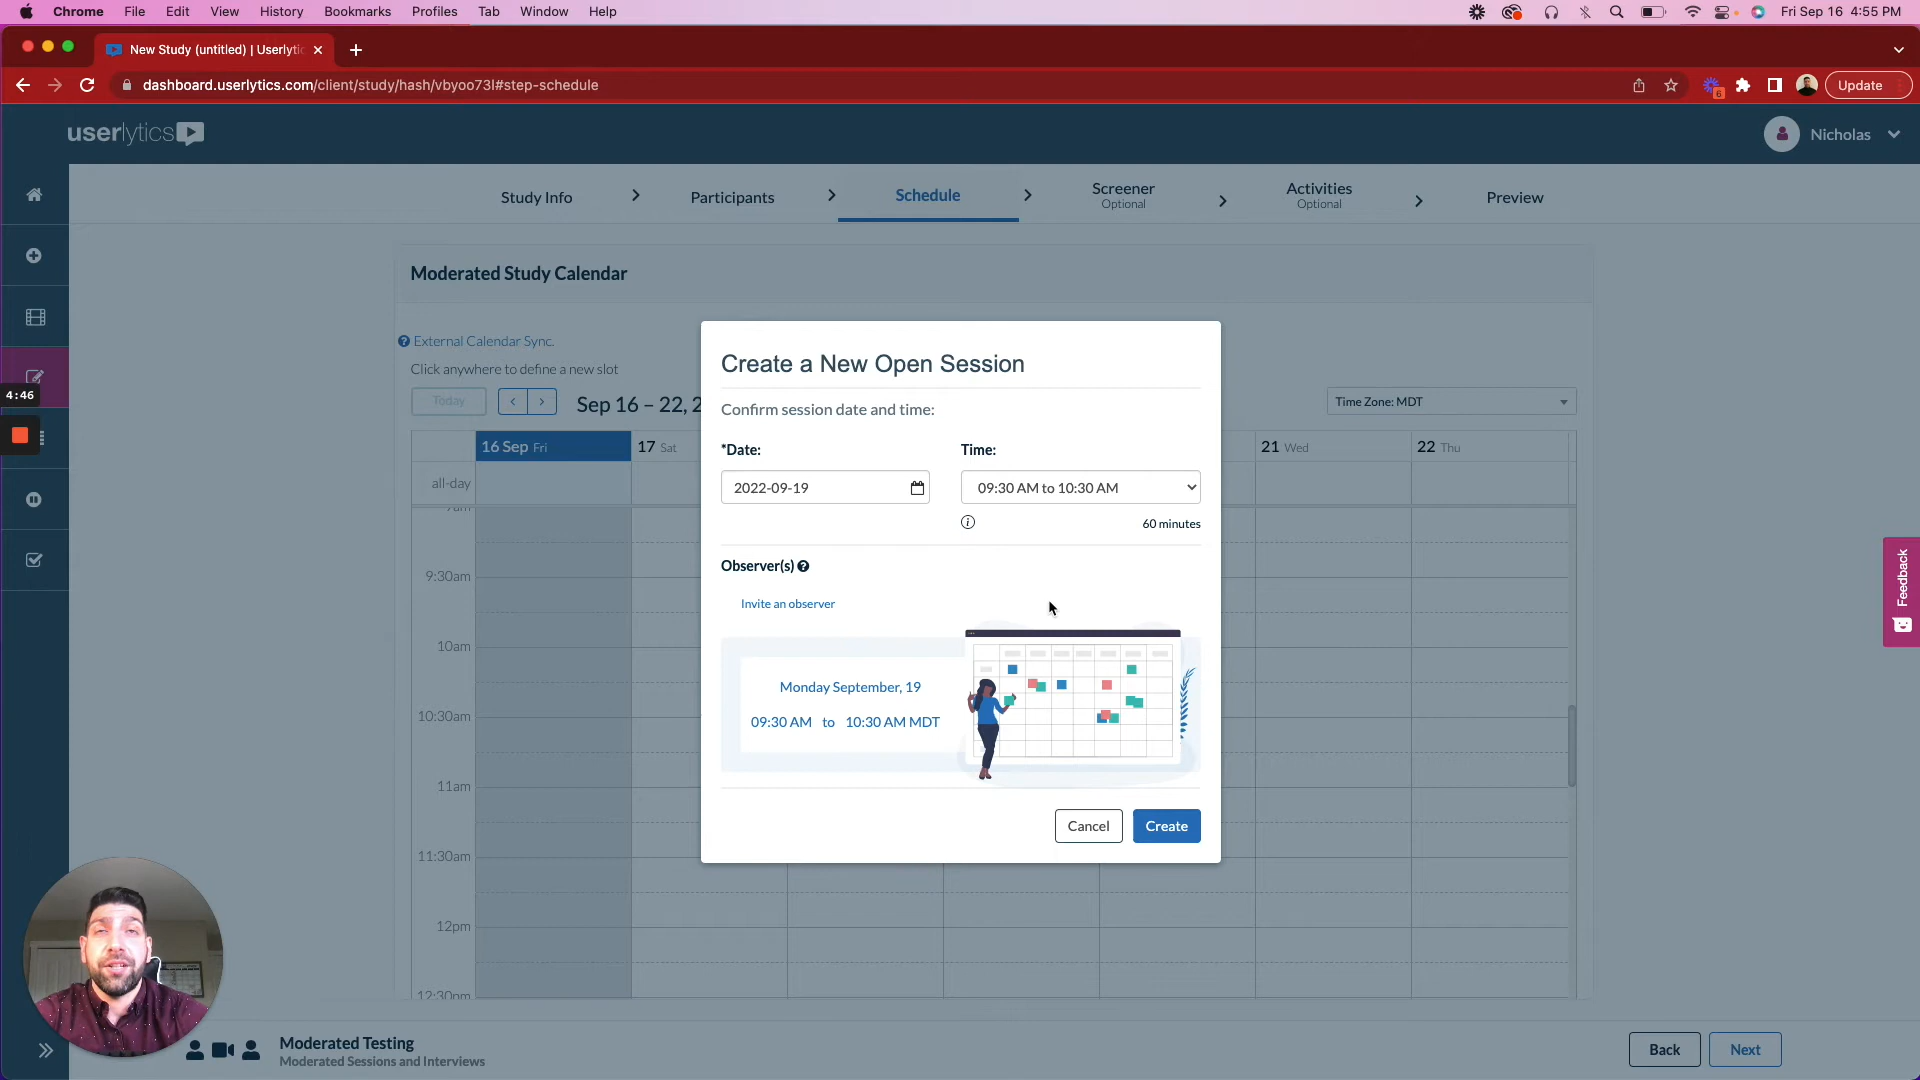 Chrome File Edit View History Bookmarks Profiles Tab Window Help Fri Sep 16 4:55 PM
New Study (untitled) | Userlytic
dashboard.userlytics.com/client/study/hash/vbyoo73l#step-schedule
6
Update
userlytics
Nicholas
Study Info
Participants
Schedule
Screener
Optional
Activities
Optional
Preview
Moderated Study Calendar
External Calendar Sync.
Click anywhere to define a new slot
Today
Sep 16 – 22, 2
Time Zone: MDT
16 Sep Fri
17 Sat
21 Wed
22 Thu
all-day
9am
9:30am
10am
10:30am
11am
11:30am
12pm
12:30pm
4:46
Create a New Open Session
Confirm session date and time:
*Date:
Time:
2022-09-19
09:30 AM to 10:30 AM
60 minutes
Observer(s)
Invite an observer
Monday September, 19
09:30 AM to 10:30 AM MDT
Cancel
Create
Feedback
Moderated Testing
Moderated Sessions and Interviews
Back
Next